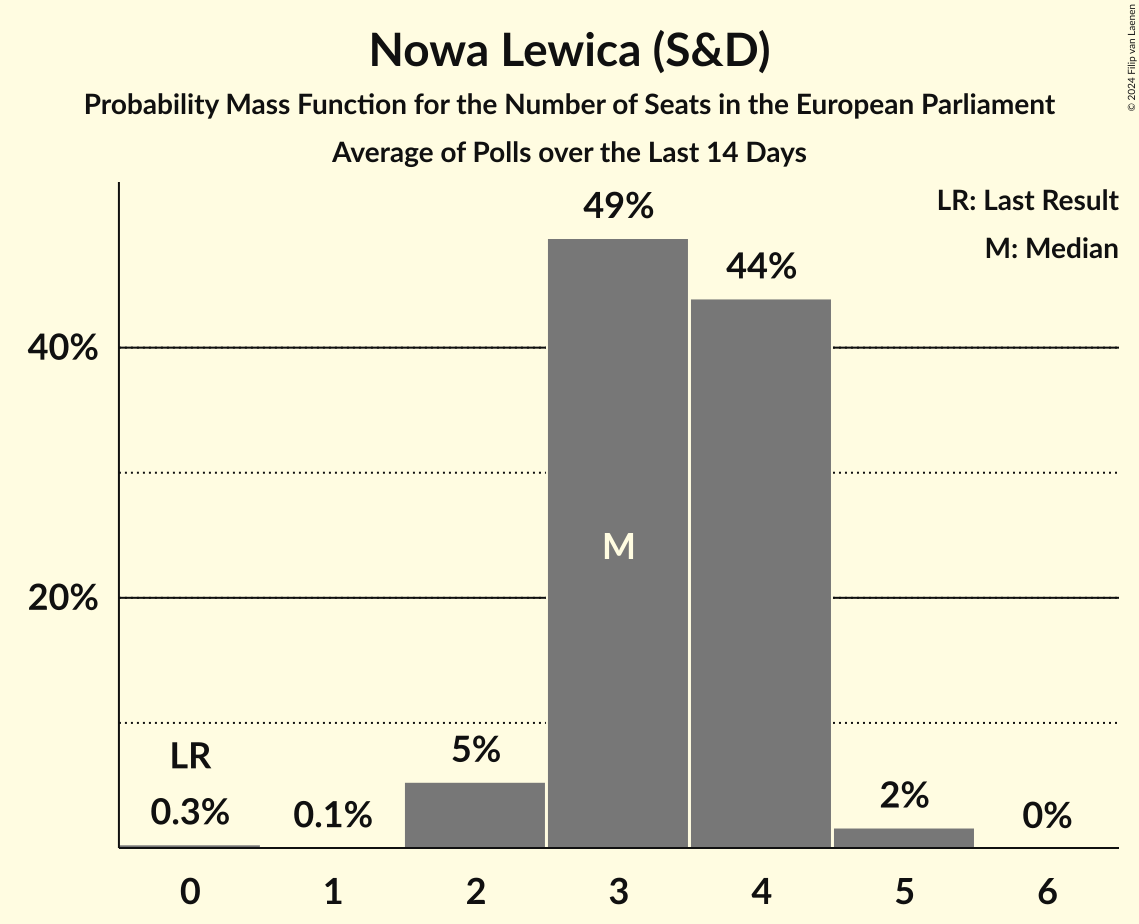 Nowa Lewica (S&D)
Probability Mass Function for the Number of Seats in the European Parliament
Average of Polls over the Last 14 Days
© 2024 Filip van Laenen
LR: Last Result
M: Median
49%
44%
40%
M
20%
LR
5%
0.3%
0.1%
2%
0%
0 1 2 3 4 5 6